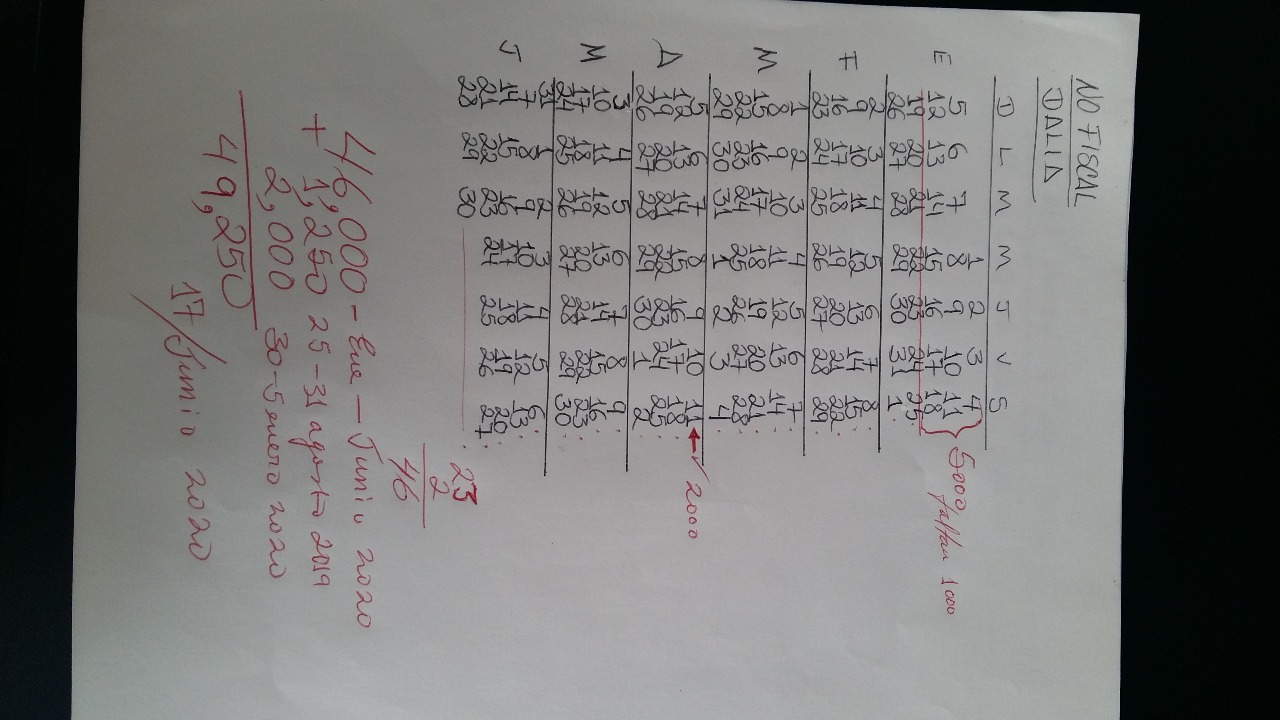 NO FISCAL
DALIA
D L M M J V S
E 1 2 3 4
5 6 7 8 9 10 11
12 13 14 15 16 17 18
19 20 21 22 23 24 25
26 27 28 29 30 31 1
5000
faltan 1000
F 2 3 4 5 6 7 8
9 10 11 12 13 14 15
16 17 18 19 20 21 22
23 24 25 26 27 28 29
M 1 2 3 4 5 6 7
8 9 10 11 12 13 14
15 16 17 18 19 20 21
22 23 24 25 26 27 28
29 30 31 1 2 3 4
A 5 6 7 8 9 10 11 ← ✓ 2000
12 13 14 15 16 17 18
19 20 21 22 23 24 25
26 27 28 29 30 1 2
M 3 4 5 6 7 8 9
10 11 12 13 14 15 16
17 18 19 20 21 22 23
24 25 26 27 28 29 30
J 31 1 2 3 4 5 6
7 8 9 10 11 12 13
14 15 16 17 18 19 20
21 22 23 24 25 26 27
28 29 30
23
2
46
46,000 - Ene — Junio 2020
+ 1,250 25-31 agosto 2019
2,000 30-5 enero 2020
49,250
17/Junio 2020